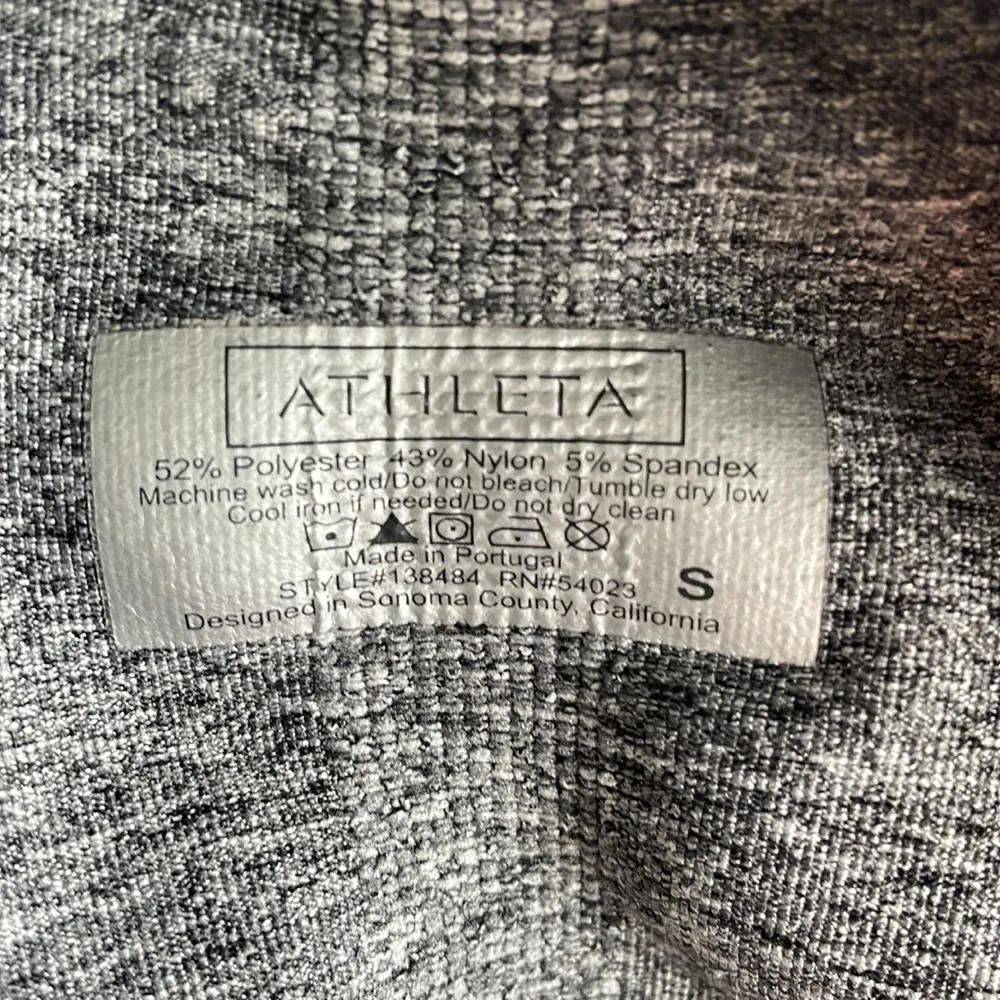 ATHLETA
52% Polyester 43% Nylon 5% Spandex
Machine wash cold/Do not bleach/Tumble dry low
Cool iron if needed/Do not dry clean
Made in Portugal
STYLE#138484 RN#54023 S
Designed in Sonoma County, California